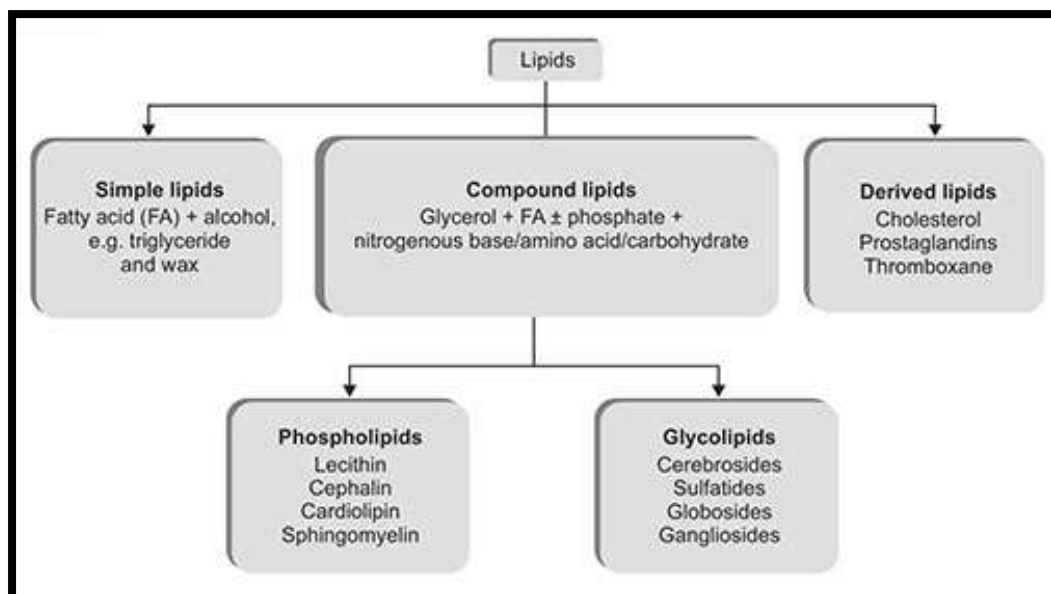 Lipids
Simple lipids
Fatty acid (FA) + alcohol,
e.g. triglyceride
and wax
Compound lipids
Glycerol + FA ± phosphate +
nitrogenous base/amino acid/carbohydrate
Derived lipids
Cholesterol
Prostaglandins
Thromboxane
Phospholipids
Lecithin
Cephalin
Cardiolipin
Sphingomyelin
Glycolipids
Cerebrosides
Sulfatides
Globosides
Gangliosides